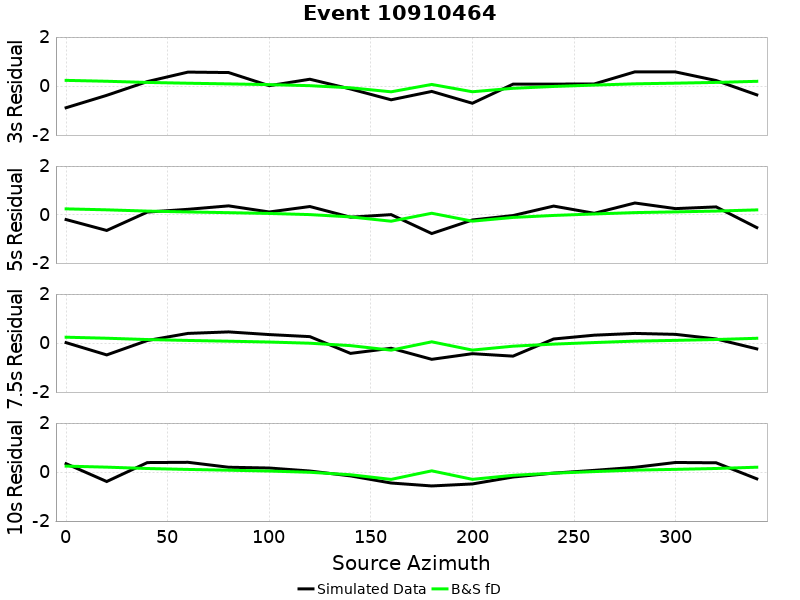 Event 10910464
3s Residual
2
0
-2
5s Residual
2
0
-2
7.5s Residual
2
0
-2
10s Residual
2
0
-2
0 50 100 150 200 250 300
Source Azimuth
Simulated Data B&S fD